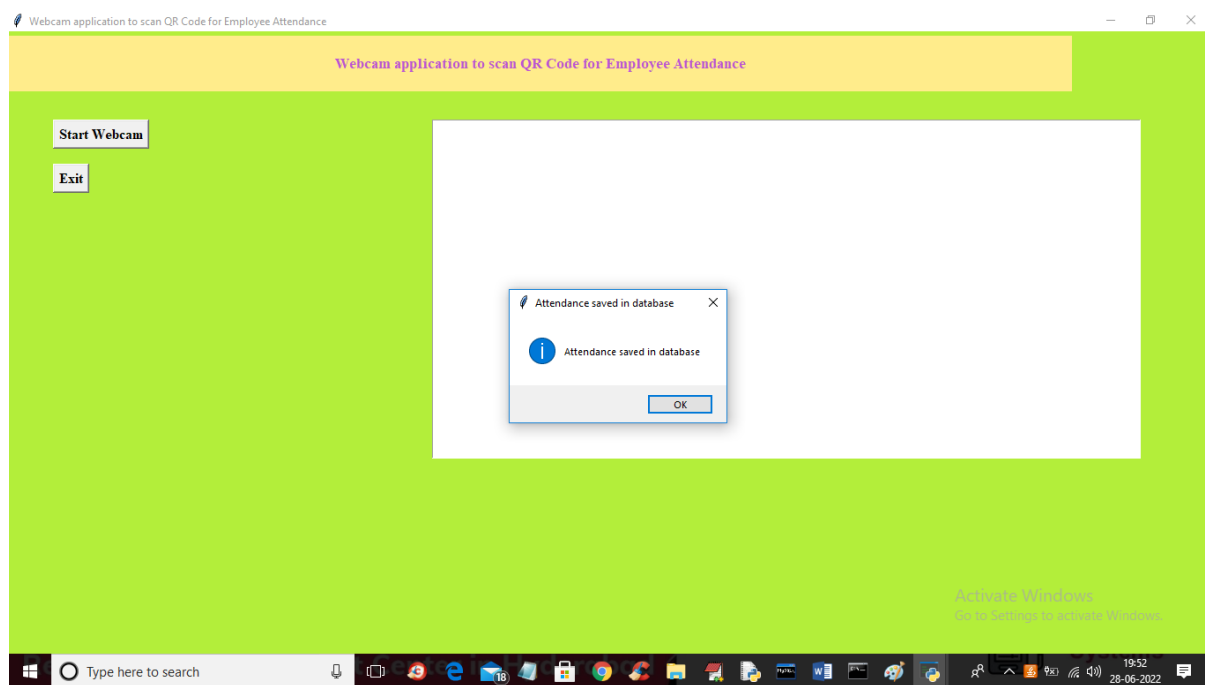 Webcam application to scan QR Code for Employee Attendance
Webcam application to scan QR Code for Employee Attendance
Start Webcam
Exit
Attendance saved in database
Attendance saved in database
OK
Activate Windows
Go to Settings to activate Windows.
Type here to search
18
19:52
28-06-2022